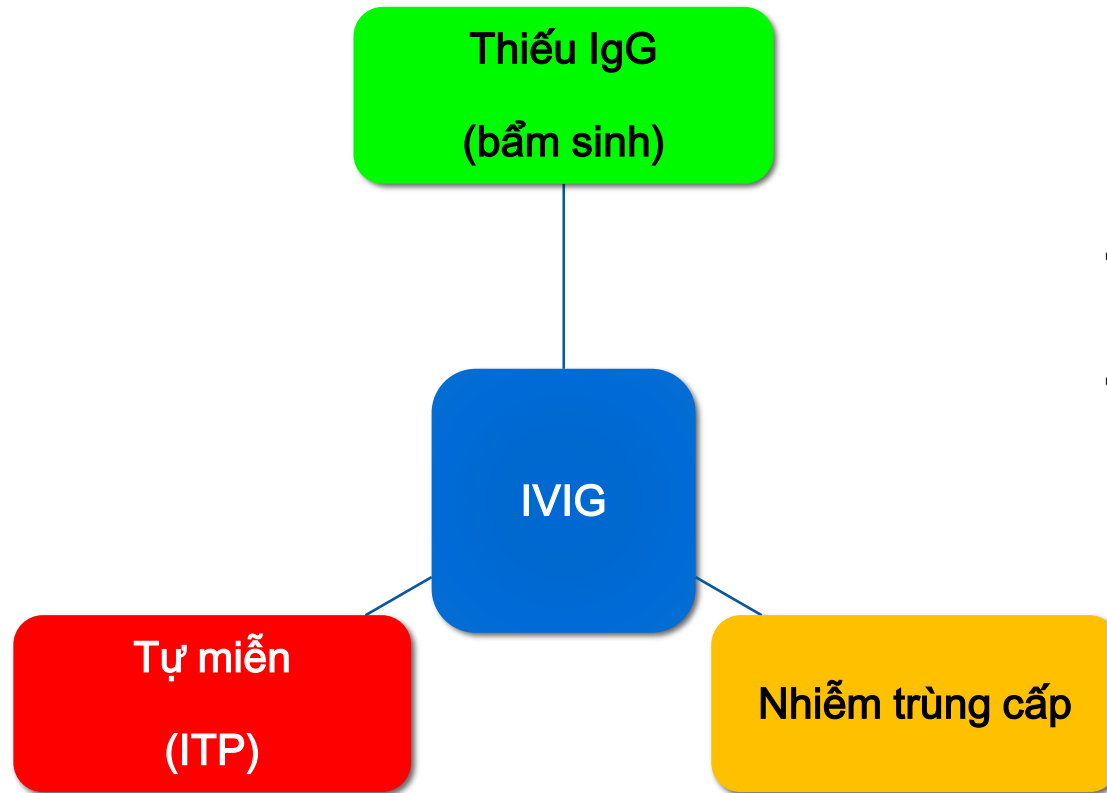 Thiếu IgG
(bẩm sinh)
IVIG
Tự miễn
(ITP)
Nhiễm trùng cấp